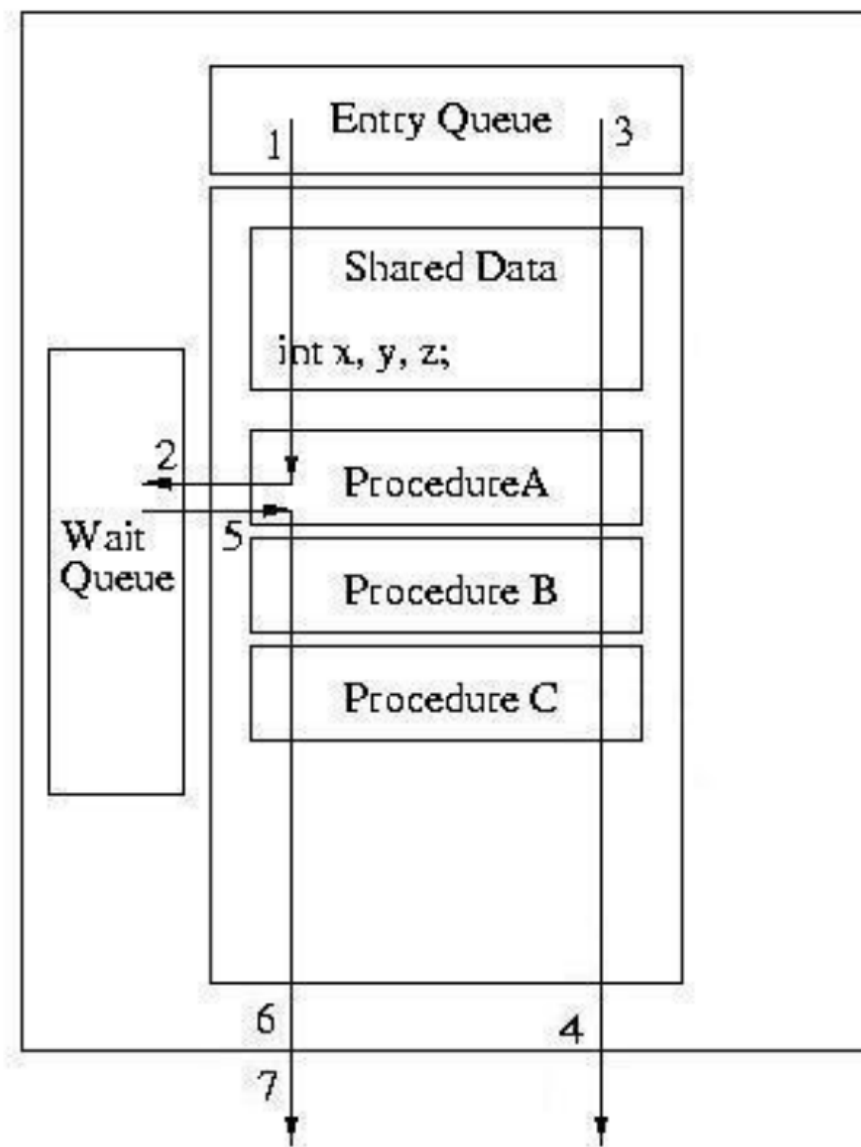 Entry Queue
1
3
Shared Data
int x, y, z;
2
ProcedureA
5
Wait
Queue
Procedure B
Procedure C
6
4
7